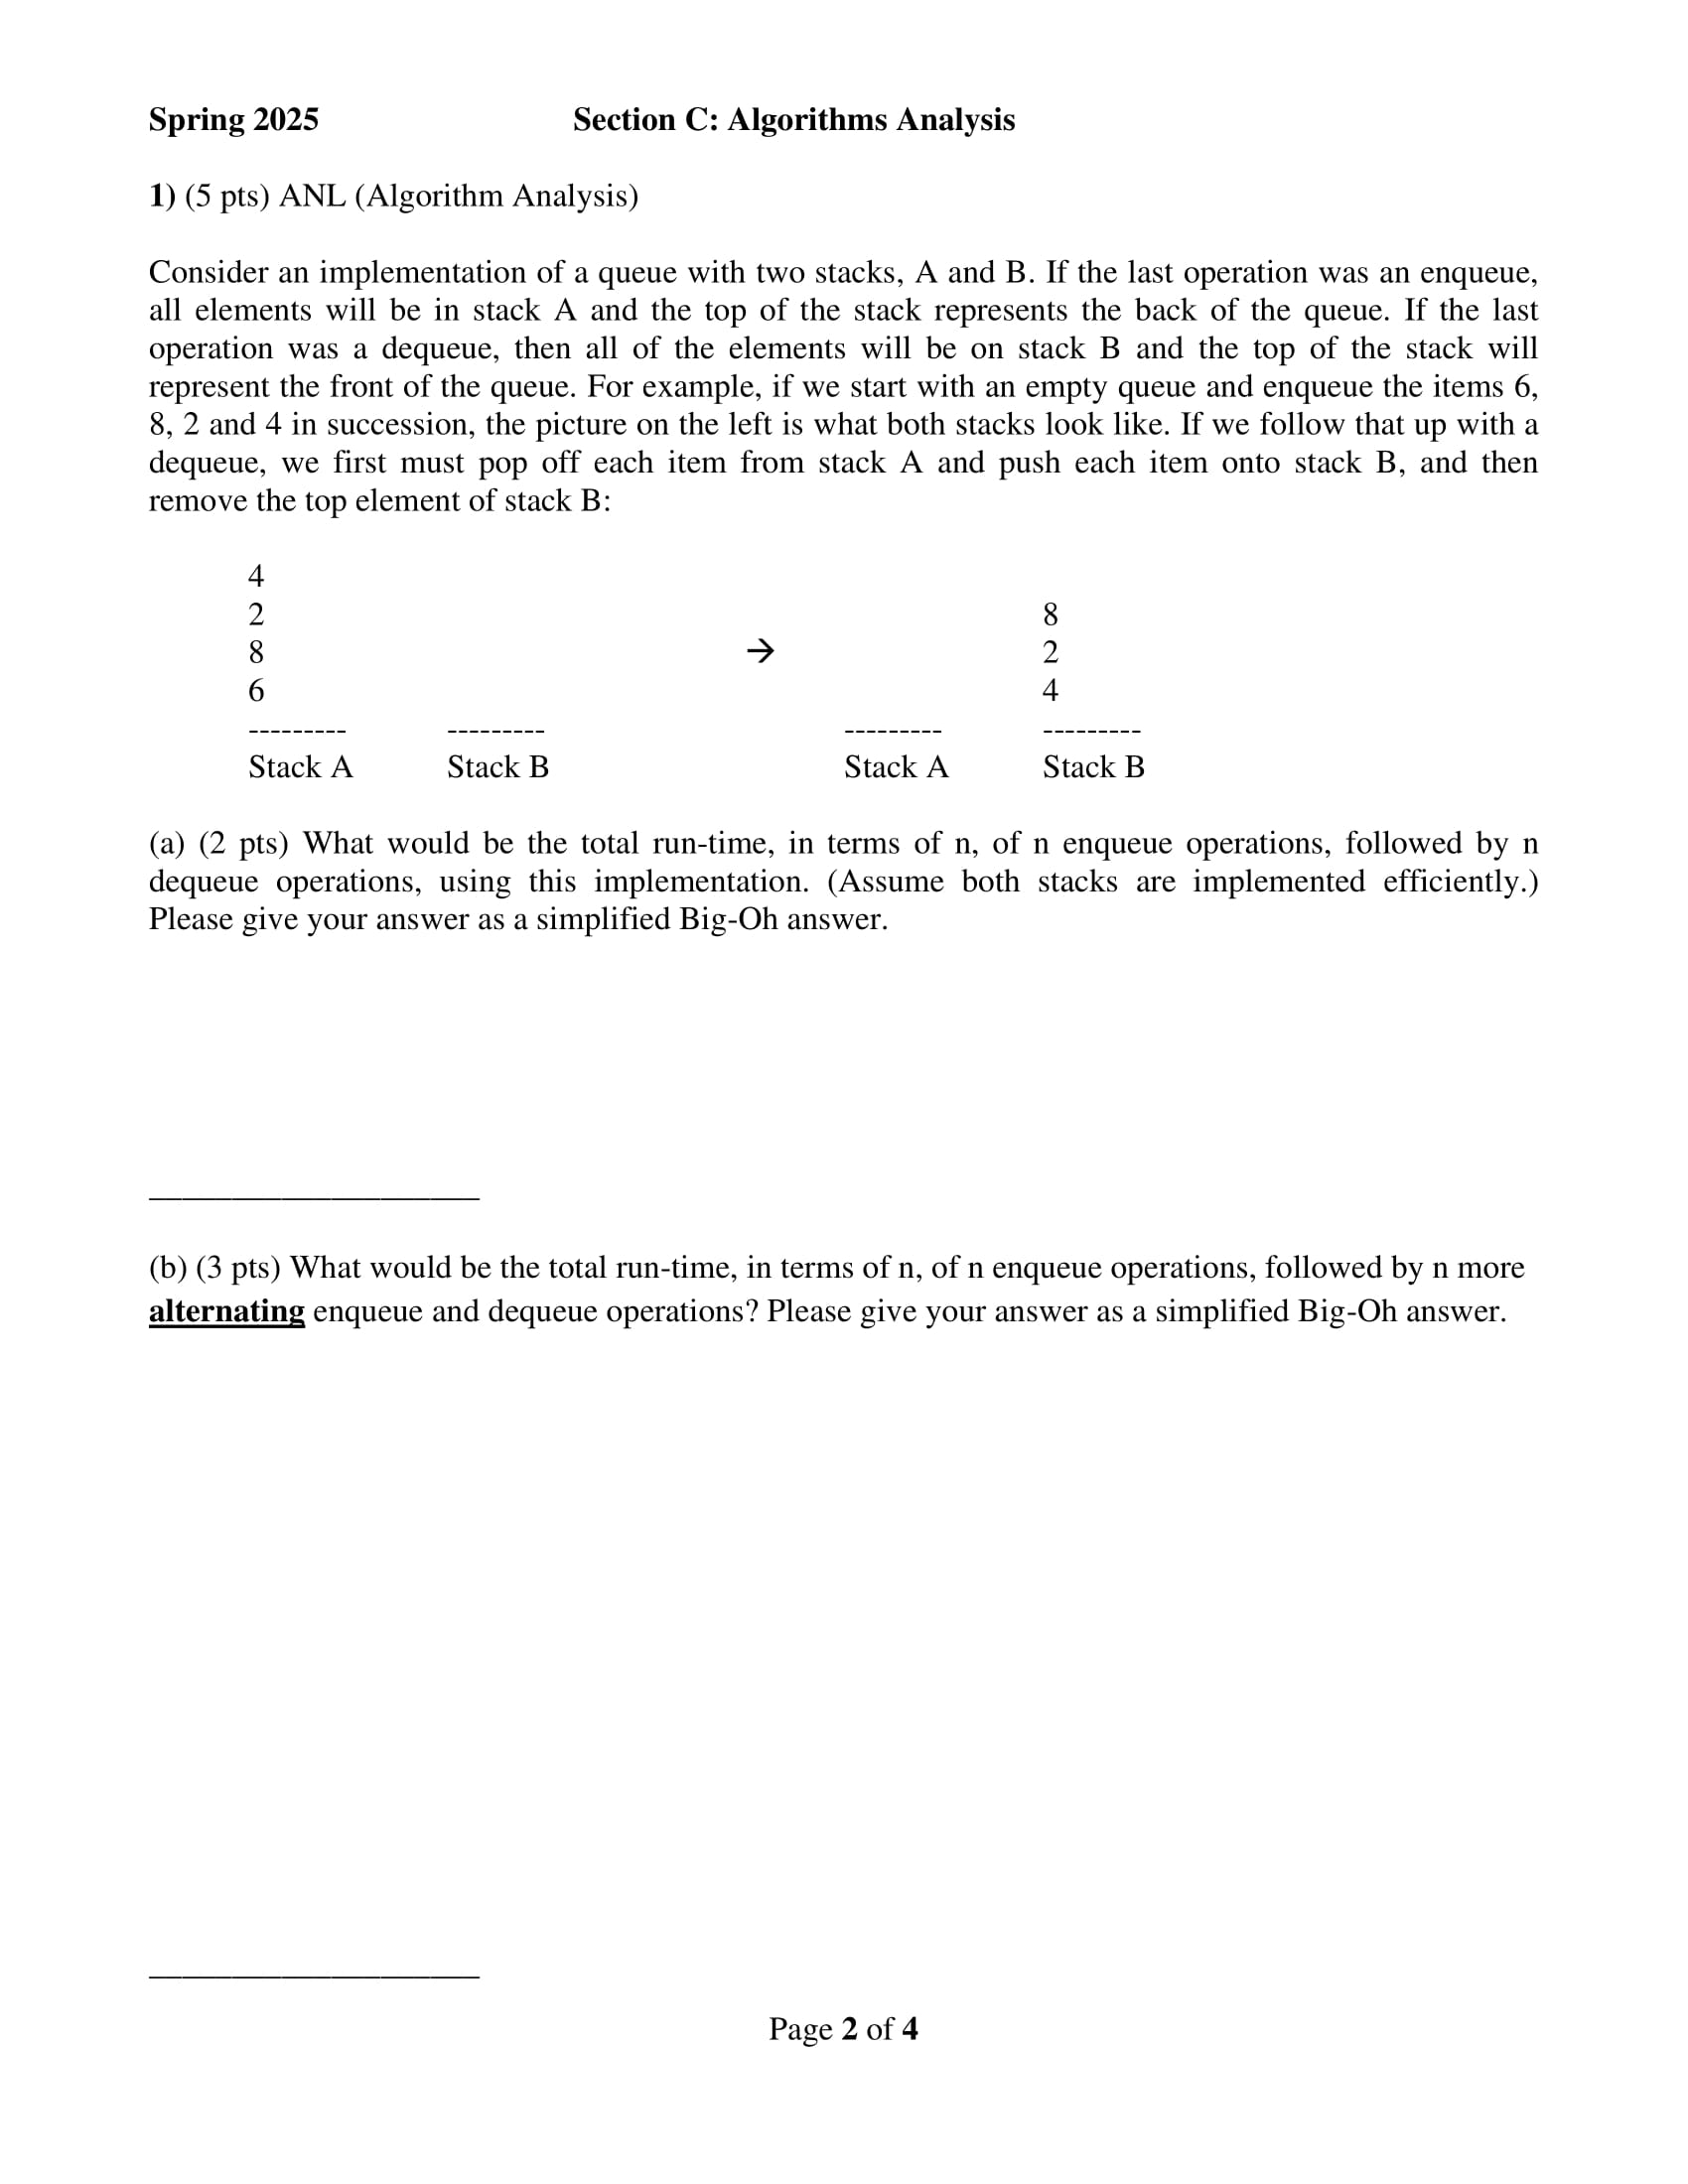 Spring 2025 Section C: Algorithms Analysis
1) (5 pts) ANL (Algorithm Analysis)
Consider an implementation of a queue with two stacks, A and B. If the last operation was an enqueue,
all elements will be in stack A and the top of the stack represents the back of the queue. If the last
operation was a dequeue, then all of the elements will be on stack B and the top of the stack will
represent the front of the queue. For example, if we start with an empty queue and enqueue the items 6,
8, 2 and 4 in succession, the picture on the left is what both stacks look like. If we follow that up with a
dequeue, we first must pop off each item from stack A and push each item onto stack B, and then
remove the top element of stack B:
4
2 8
8 → 2
6 4
--------- --------- --------- ---------
Stack A Stack B Stack A Stack B
(a) (2 pts) What would be the total run-time, in terms of n, of n enqueue operations, followed by n
dequeue operations, using this implementation. (Assume both stacks are implemented efficiently.)
Please give your answer as a simplified Big-Oh answer.
____________________
(b) (3 pts) What would be the total run-time, in terms of n, of n enqueue operations, followed by n more
alternating enqueue and dequeue operations? Please give your answer as a simplified Big-Oh answer.
____________________
Page 2 of 4